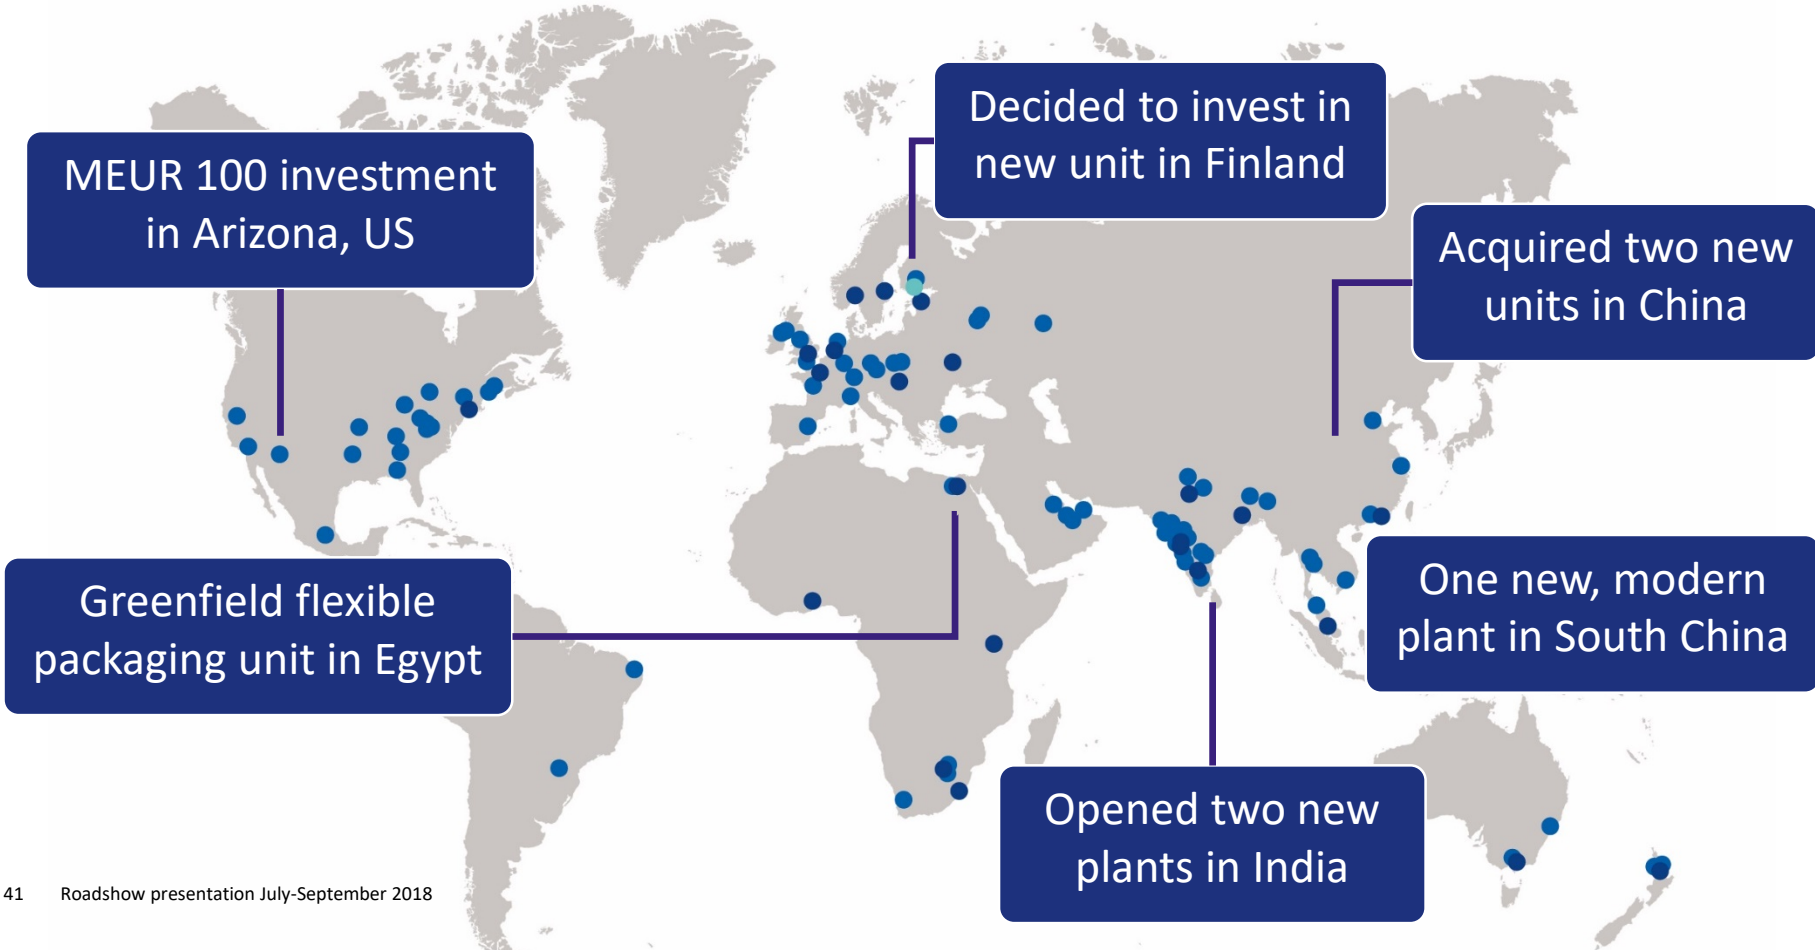 Decided to invest in
new unit in Finland
MEUR 100 investment
in Arizona, US
Acquired two new
units in China
Greenfield flexible
packaging unit in Egypt
One new, modern
plant in South China
Opened two new
plants in India
41 Roadshow presentation July-September 2018